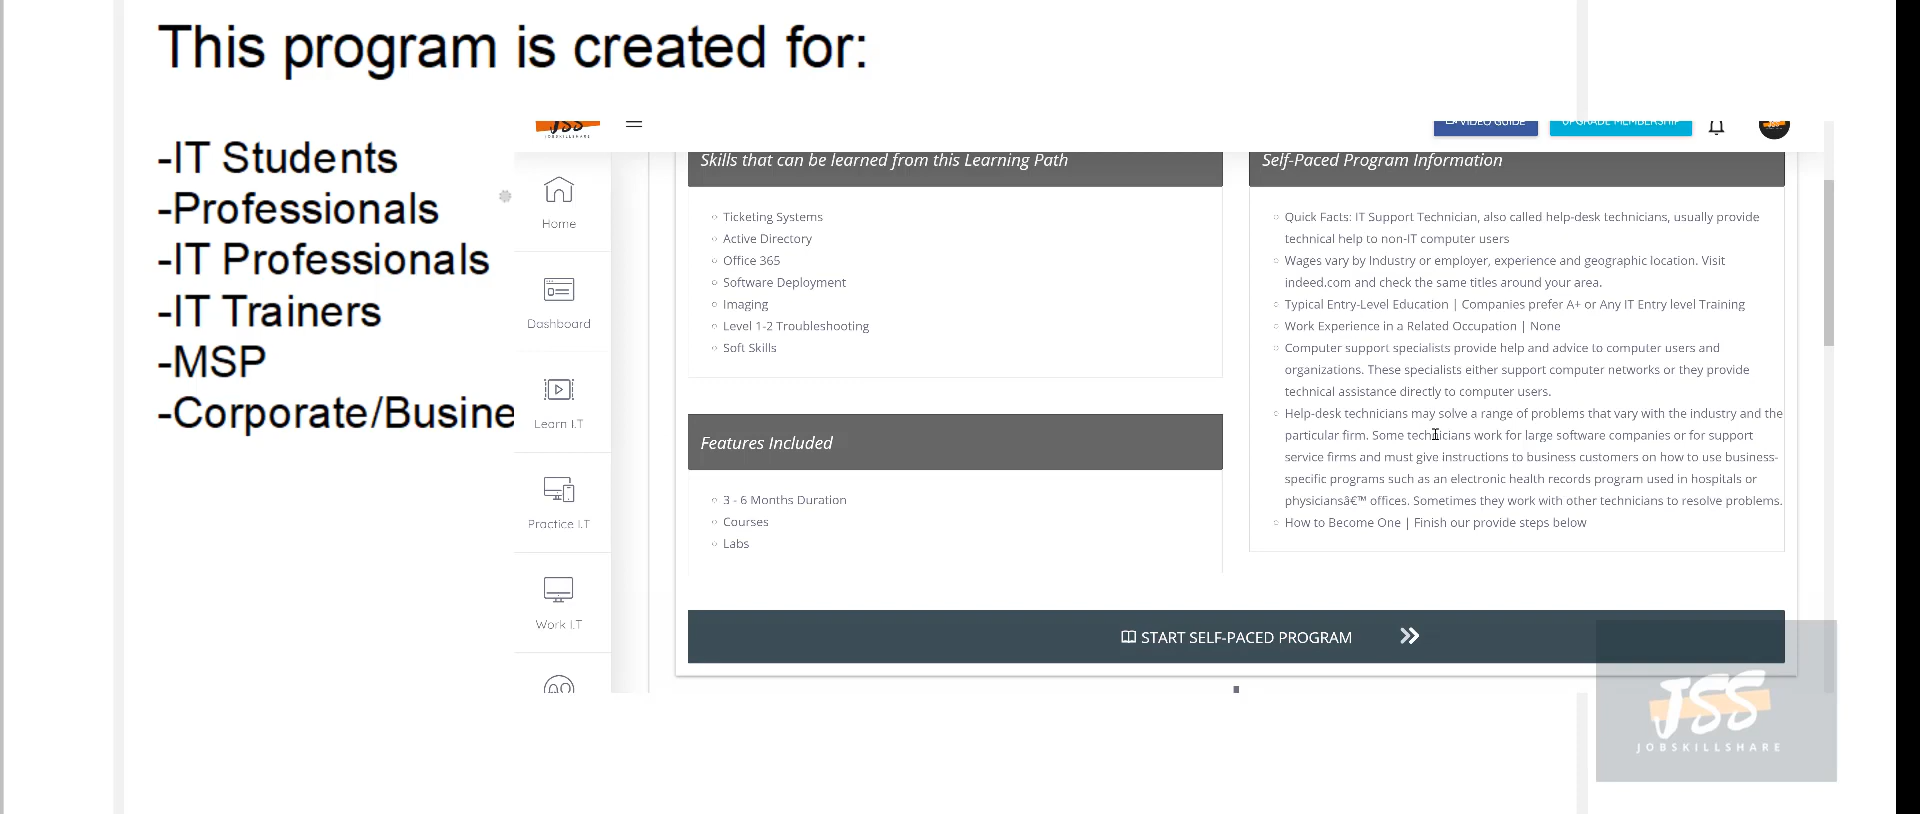 This program is created for:
-IT Students
-Professionals
-IT Professionals
-IT Trainers
-MSP
-Corporate/Busine
JSS
JOBSKILLSHARE
VIDEO GUIDE
UPGRADE MEMBERSHIP
JSS
Home
Dashboard
Learn I.T
Practice I.T
Work I.T
Skills that can be learned from this Learning Path
Ticketing Systems
Active Directory
Office 365
Software Deployment
Imaging
Level 1-2 Troubleshooting
Soft Skills
Features Included
3 - 6 Months Duration
Courses
Labs
Self-Paced Program Information
Quick Facts: IT Support Technician, also called help-desk technicians, usually provide
technical help to non-IT computer users
Wages vary by Industry or employer, experience and geographic location. Visit
indeed.com and check the same titles around your area.
Typical Entry-Level Education | Companies prefer A+ or Any IT Entry level Training
Work Experience in a Related Occupation | None
Computer support specialists provide help and advice to computer users and
organizations. These specialists either support computer networks or they provide
technical assistance directly to computer users.
Help-desk technicians may solve a range of problems that vary with the industry and the
particular firm. Some technicians work for large software companies or for support
service firms and must give instructions to business customers on how to use business-
specific programs such as an electronic health records program used in hospitals or
physiciansâ€™ offices. Sometimes they work with other technicians to resolve problems.
How to Become One | Finish our provide steps below
START SELF-PACED PROGRAM
JSS
JOBSKILLSHARE